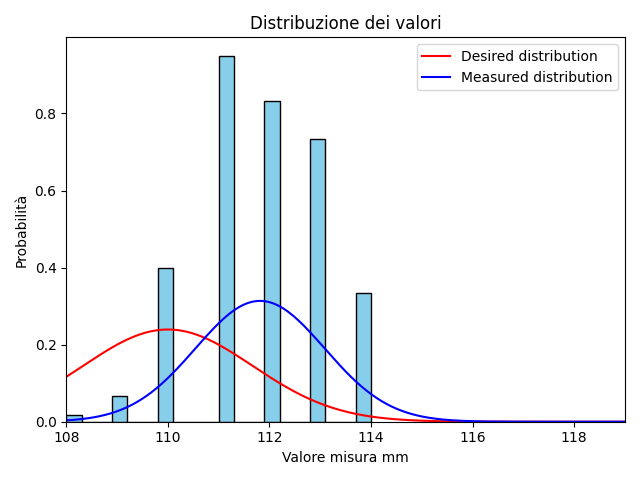 Distribuzione dei valori
Desired distribution
Measured distribution
Probabilità
0.8
0.6
0.4
0.2
0.0
108 110 112 114 116 118
Valore misura mm